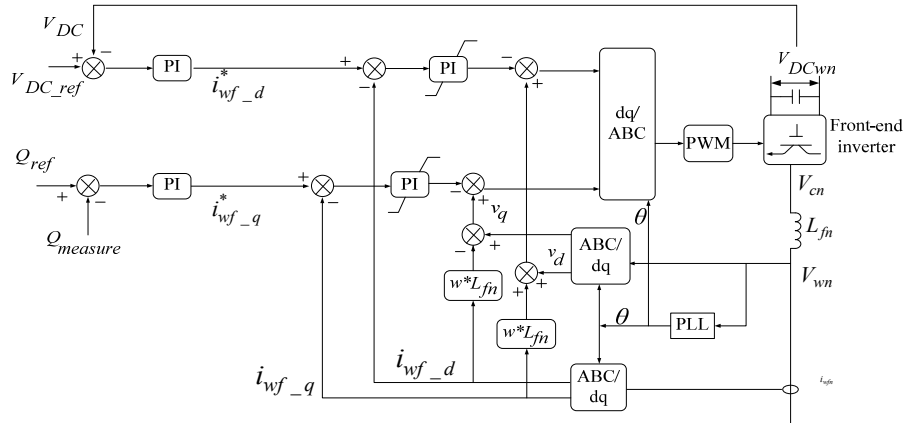 V_DC
+ −
V_DC_ref
PI
i*_wf_d
+
−
PI
−
+
dq/
ABC
PWM
V_DCwn
Front-end
inverter
Q_ref
+ −
Q_measure
PI
i*_wf_q
+
−
PI
−
+
v_q
−
+
θ
V_cn
L_fn
V_wn
ABC/
dq
v_d
+ +
w*L_fn
w*L_fn
θ
PLL
i_wf_d
i_wf_q
ABC/
dq
i_wfn